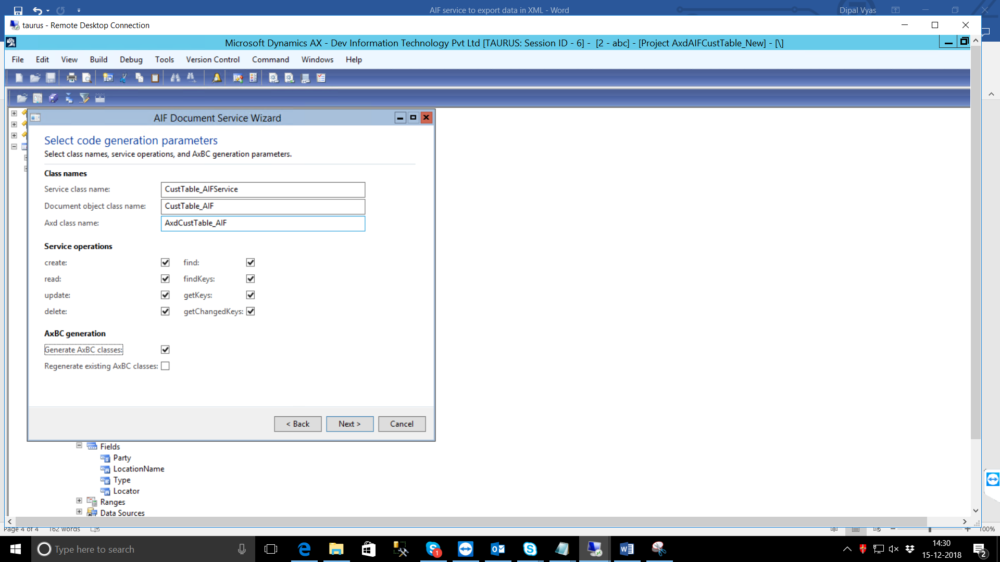 AIF service to export data in XML - Word
Dipal Vyas
taurus - Remote Desktop Connection
Microsoft Dynamics AX - Dev Information Technology Pvt Ltd [TAURUS: Session ID - 6] - [2 - abc] - [Project AxdAIFCustTable_New] - [\]
File Edit View Build Debug Tools Version Control Command Windows Help
AIF Document Service Wizard
Select code generation parameters
Select class names, service operations, and AxBC generation parameters.
Class names
Service class name: CustTable_AIFService
Document object class name: CustTable_AIF
Axd class name: AxdCustTable_AIF
Service operations
create: find:
read: findKeys:
update: getKeys:
delete: getChangedKeys:
AxBC generation
Generate AxBC classes:
Regenerate existing AxBC classes:
< Back Next > Cancel
Fields
Party
LocationName
Type
Locator
Ranges
Data Sources
Page 4 of 4 162 words 100%
Type here to search
1
14:30
15-12-2018
2